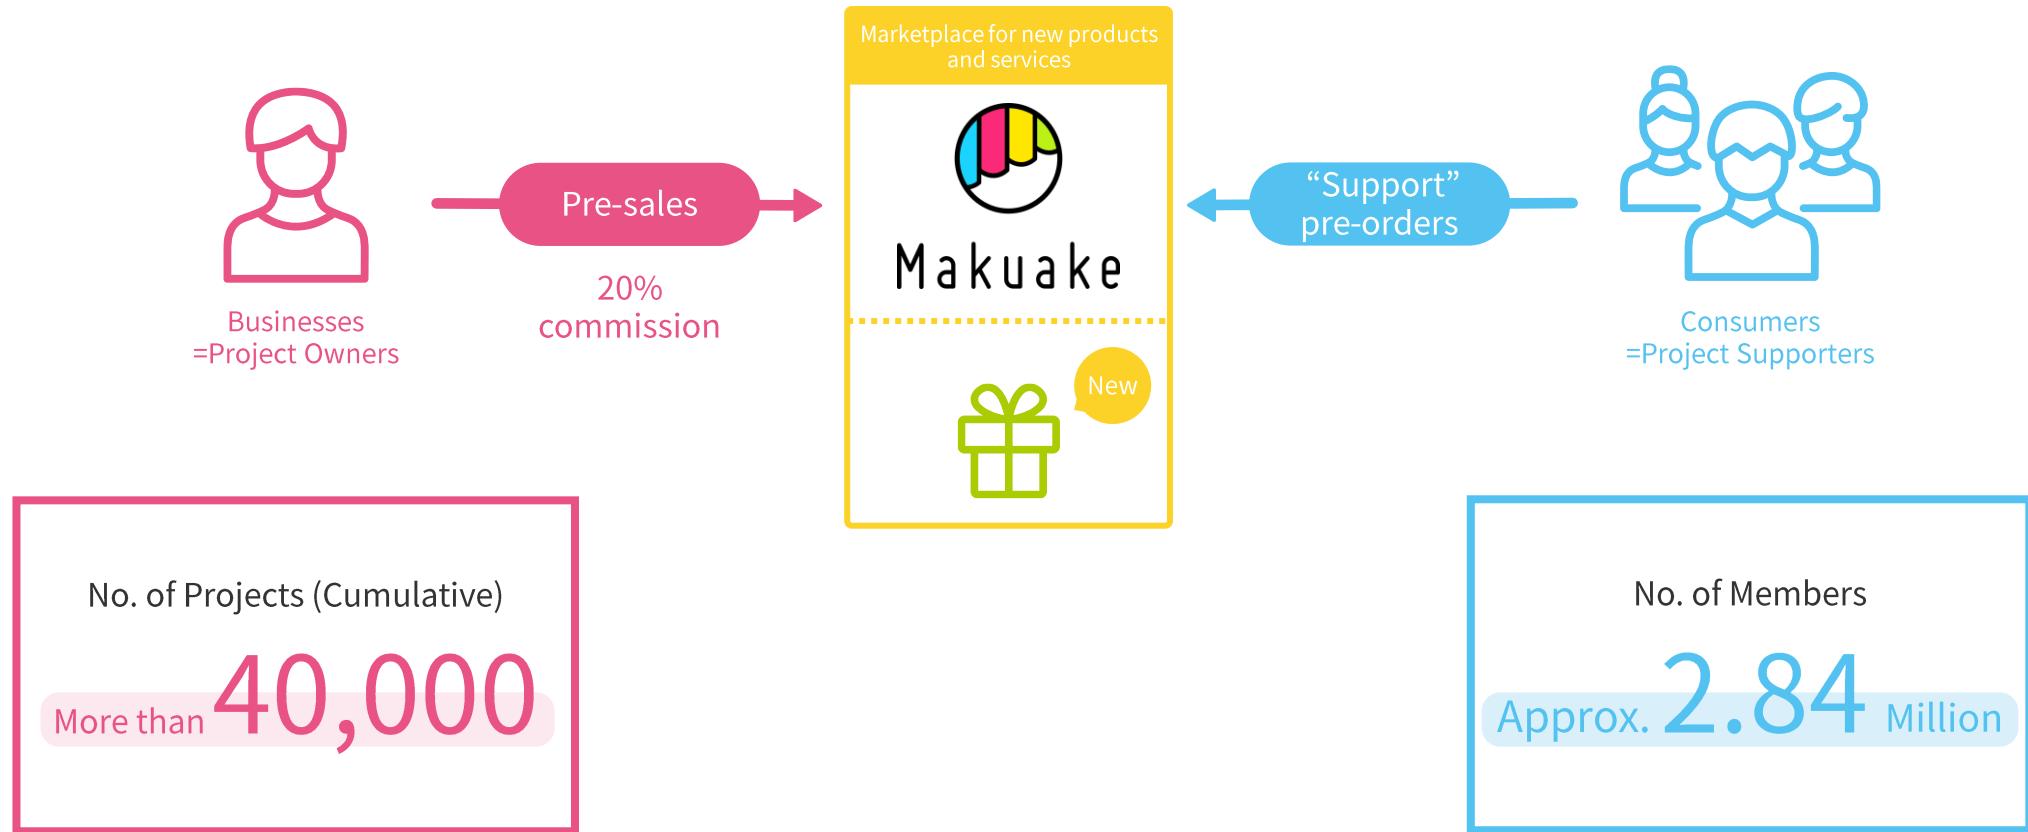 Marketplace for new products
and services
Makuake
New
Pre-sales
20%
commission
Businesses
=Project Owners
“Support”
pre-orders
Consumers
=Project Supporters
No. of Projects (Cumulative)
More than 40,000
No. of Members
Approx. 2.84 Million